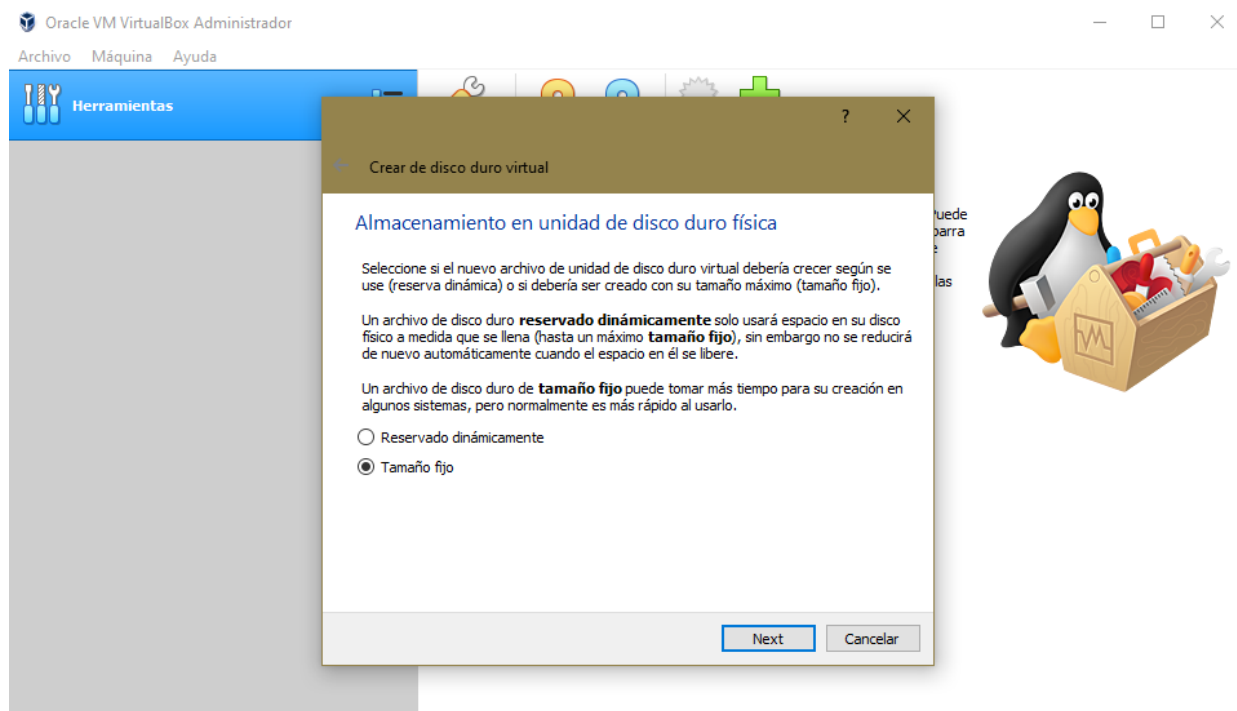 Oracle VM VirtualBox Administrador
Archivo Máquina Ayuda
Herramientas
?
Crear de disco duro virtual
Almacenamiento en unidad de disco duro física
Seleccione si el nuevo archivo de unidad de disco duro virtual debería crecer según se
use (reserva dinámica) o si debería ser creado con su tamaño máximo (tamaño fijo).
Un archivo de disco duro reservado dinámicamente solo usará espacio en su disco
físico a medida que se llena (hasta un máximo tamaño fijo), sin embargo no se reducirá
de nuevo automáticamente cuando el espacio en él se libere.
Un archivo de disco duro de tamaño fijo puede tomar más tiempo para su creación en
algunos sistemas, pero normalmente es más rápido al usarlo.
Reservado dinámicamente
Tamaño fijo
Next Cancelar
las